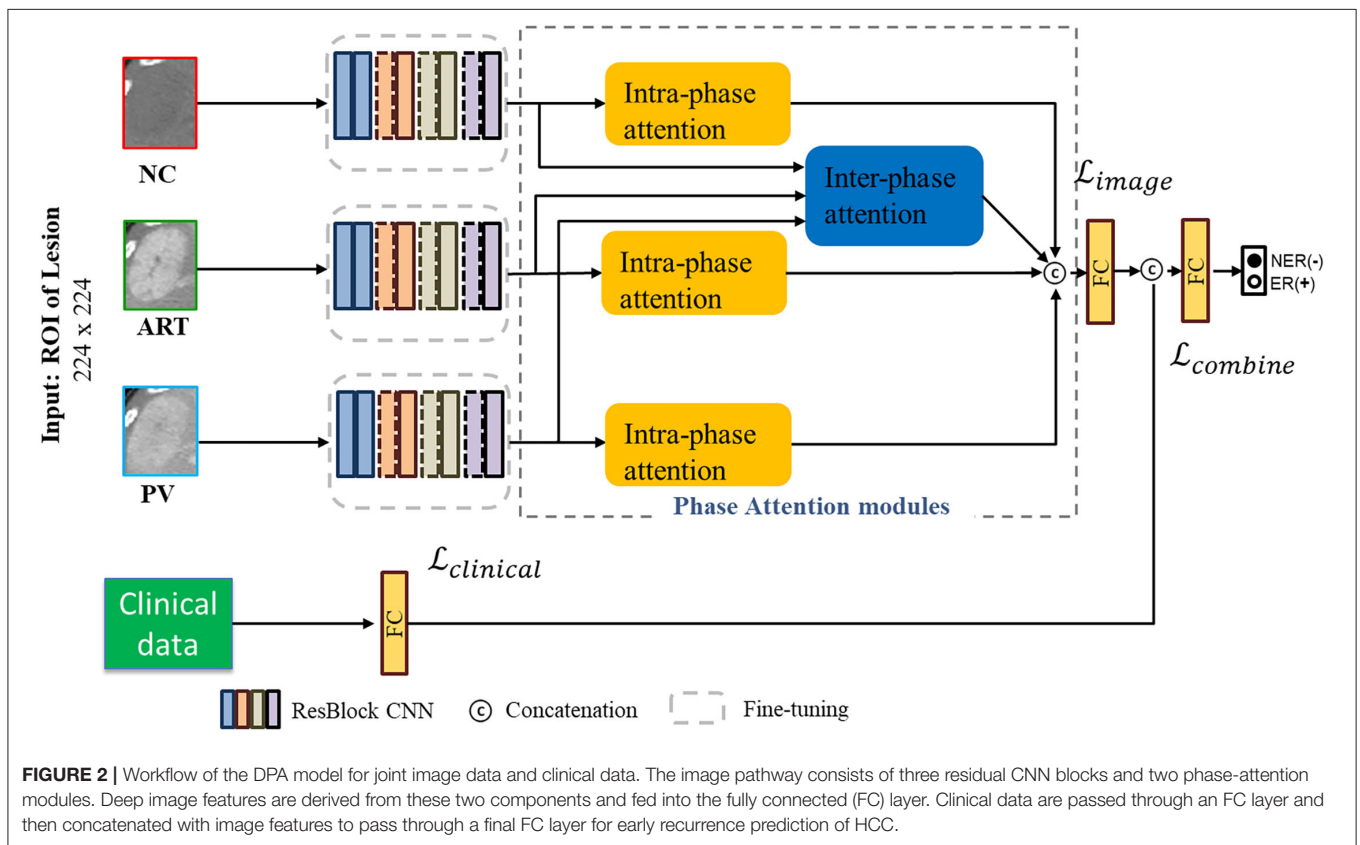 Input: ROI of Lesion
224 x 224
NC
ART
PV
Intra-phase
attention
Inter-phase
attention
Intra-phase
attention
Intra-phase
attention
Phase Attention modules
ℒimage
C
FC
C
FC
NER(-)
ER(+)
ℒcombine
Clinical
data
FC
ℒclinical
ResBlock CNN
C Concatenation
Fine-tuning
FIGURE 2 | Workflow of the DPA model for joint image data and clinical data. The image pathway consists of three residual CNN blocks and two phase-attention
modules. Deep image features are derived from these two components and fed into the fully connected (FC) layer. Clinical data are passed through an FC layer and
then concatenated with image features to pass through a final FC layer for early recurrence prediction of HCC.